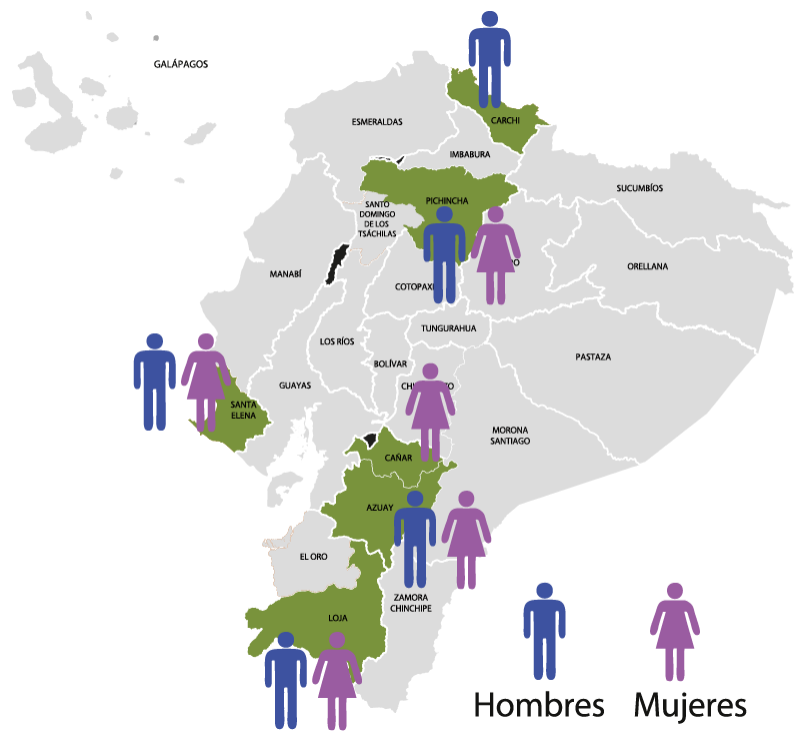 GALÁPAGOS
CARCHI
ESMERALDAS
IMBABURA
SUCUMBÍOS
PICHINCHA
SANTO
DOMINGO
DE LOS
TSÁCHILAS
ORELLANA
MANABÍ
COTOPAXI
TUNGURAHUA
LOS RÍOS
PASTAZA
BOLÍVAR
GUAYAS
SANTA
ELENA
MORONA
SANTIAGO
CAÑAR
AZUAY
EL ORO
ZAMORA
CHINCHIPE
LOJA
Hombres Mujeres